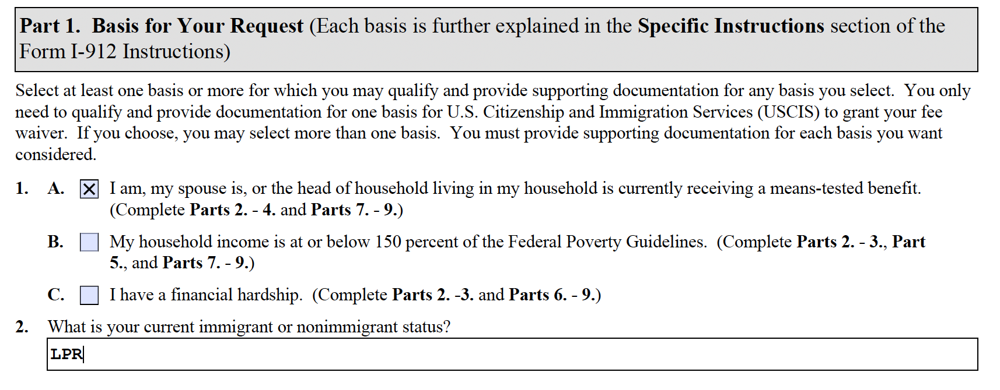 Part 1. Basis for Your Request (Each basis is further explained in the Specific Instructions section of the
Form I-912 Instructions)
Select at least one basis or more for which you may qualify and provide supporting documentation for any basis you select. You only
need to qualify and provide documentation for one basis for U.S. Citizenship and Immigration Services (USCIS) to grant your fee
waiver. If you choose, you may select more than one basis. You must provide supporting documentation for each basis you want
considered.
1. A. I am, my spouse is, or the head of household living in my household is currently receiving a means-tested benefit.
(Complete Parts 2. - 4. and Parts 7. - 9.)
B. My household income is at or below 150 percent of the Federal Poverty Guidelines. (Complete Parts 2. - 3., Part
5., and Parts 7. - 9.)
C. I have a financial hardship. (Complete Parts 2. -3. and Parts 6. - 9.)
2. What is your current immigrant or nonimmigrant status?
LPR